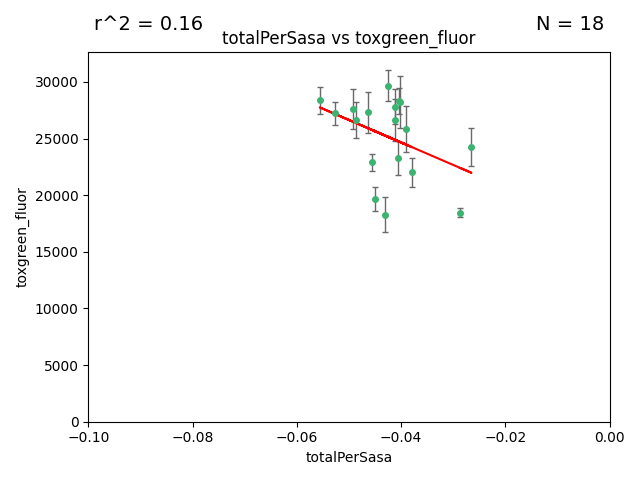 r^2 = 0.16
N = 18
totalPerSasa vs toxgreen_fluor
toxgreen_fluor
30000
25000
20000
15000
10000
5000
0
−0.10
−0.08
−0.06
−0.04
−0.02
0.00
totalPerSasa